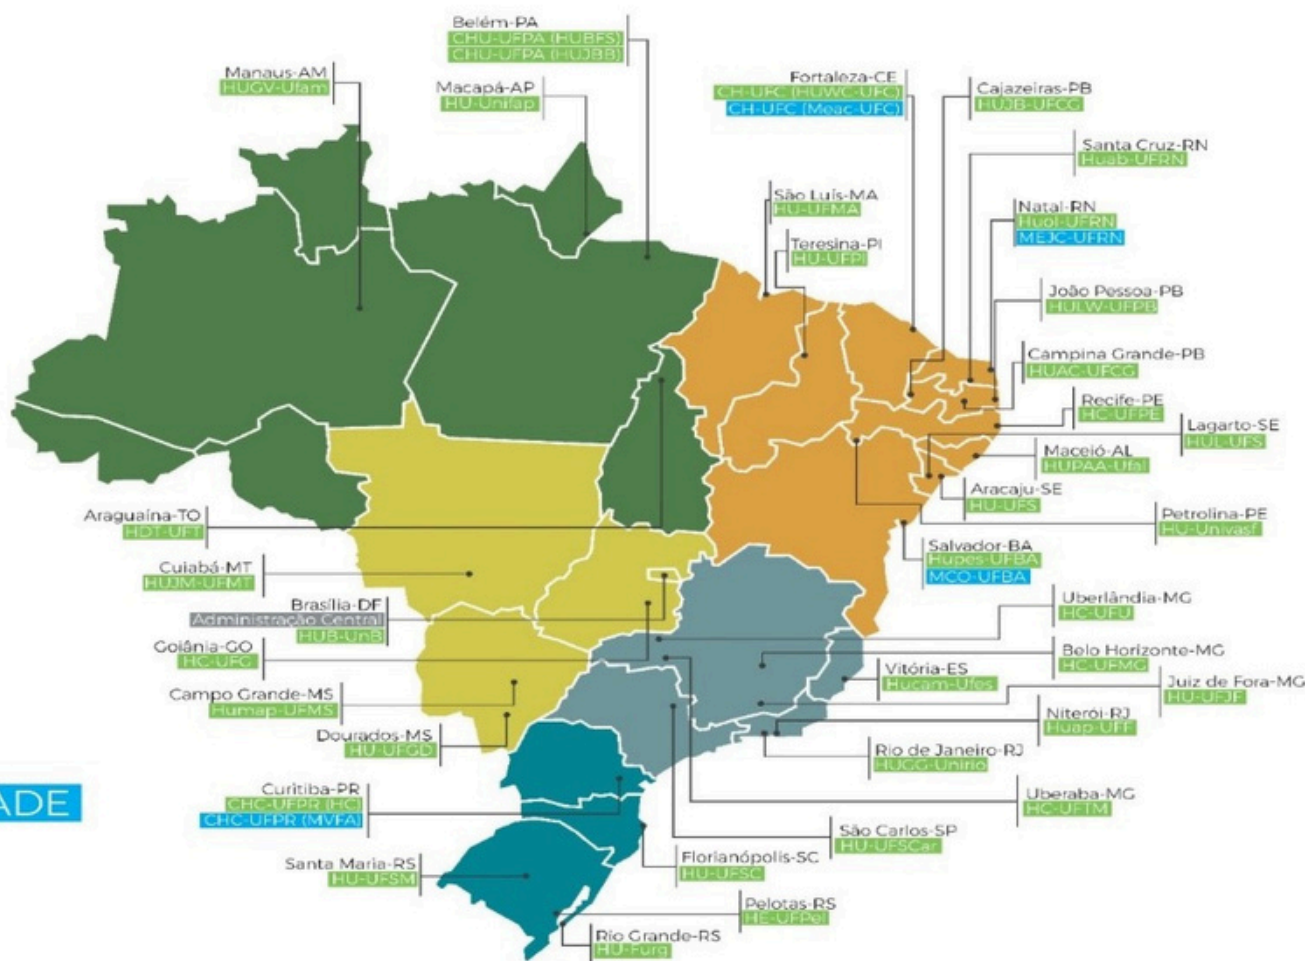 Belém-PA
CHU-UFPA (HUBFS)
CHU-UFPA (HUJBB)
Manaus-AM
HUGV-Ufam
Macapá-AP
HU-Unifap
Fortaleza-CE
CH-UFC (HUWC-UFC)
CH-UFC (Meac-UFC)
Cajazeiras-PB
HUJB-UFCG
Santa Cruz-RN
Huab-UFRN
São Luís-MA
HU-UFMA
Natal-RN
Huol-UFRN
MEJC-UFRN
Teresina-PI
HU-UFPI
João Pessoa-PB
HULW-UFPB
Campina Grande-PB
HUAC-UFCG
Recife-PE
HC-UFPE
Lagarto-SE
HUL-UFS
Maceió-AL
HUPAA-Ufal
Aracaju-SE
HU-UFS
Petrolina-PE
HU-Univasf
Araguaína-TO
HDT-UFT
Salvador-BA
Hupes-UFBA
MCO-UFBA
Cuiabá-MT
HUJM-UFMT
Brasília-DF
Administração Central
HUB-UnB
Uberlândia-MG
HC-UFU
Goiânia-GO
HC-UFG
Belo Horizonte-MG
HC-UFMG
Vitória-ES
Hucam-Ufes
Juiz de Fora-MG
HU-UFJF
Campo Grande-MS
Humap-UFMS
Niterói-RJ
Huap-UFF
Dourados-MS
HU-UFGD
Rio de Janeiro-RJ
HUGG-Unirio
Curitiba-PR
CHC-UFPR (HC)
CHC-UFPR (MVFA)
ADE
Uberaba-MG
HC-UFTM
São Carlos-SP
HU-UFSCar
Santa Maria-RS
HU-UFSM
Florianópolis-SC
HU-UFSC
Pelotas-RS
HE-UFPel
Rio Grande-RS
HU-Furg